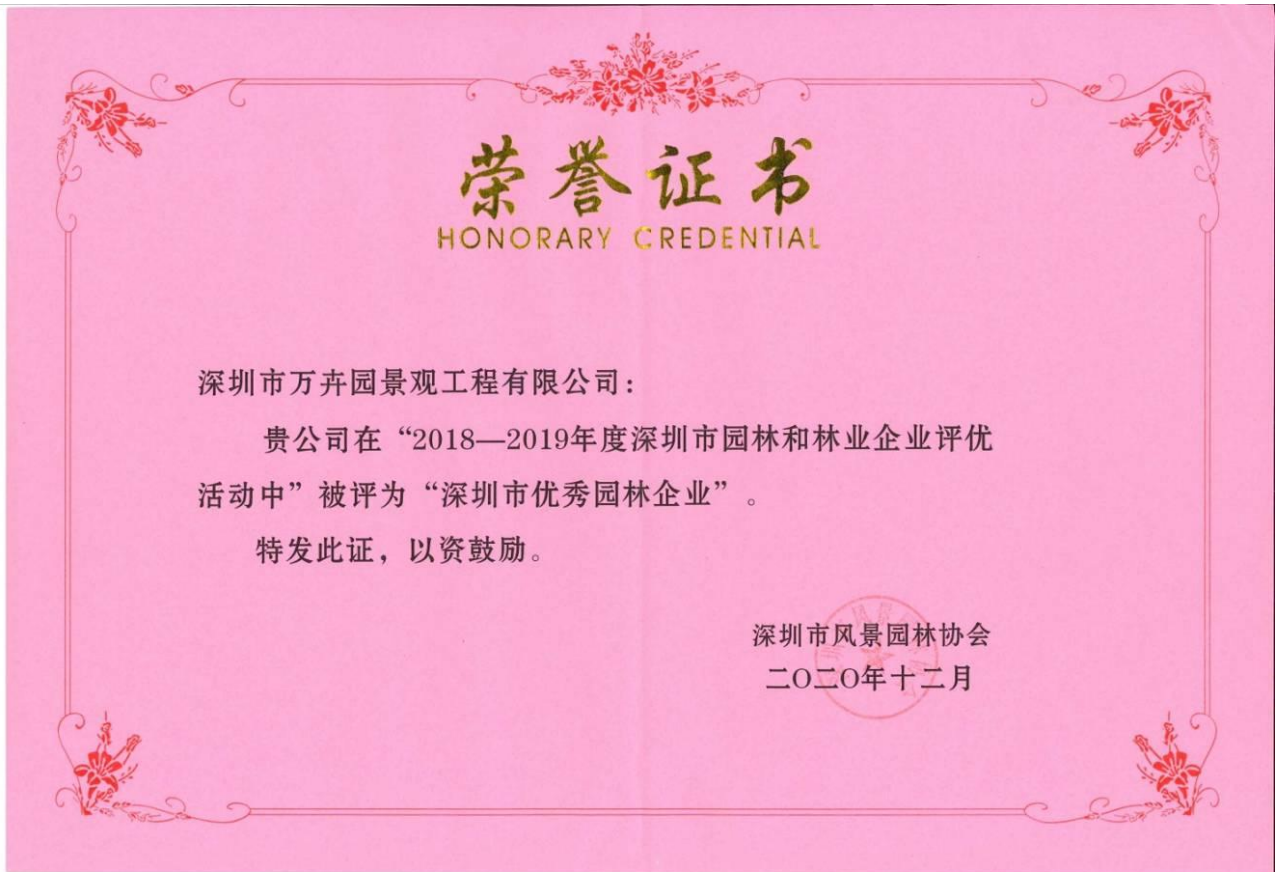 荣誉证书
HONORARY CREDENTIAL
深圳市万卉园景观工程有限公司：
贵公司在“2018—2019年度深圳市园林和林业企业评优
活动中”被评为“深圳市优秀园林企业”。
特发此证，以资鼓励。
深圳市风景园林协会
二〇二〇年十二月